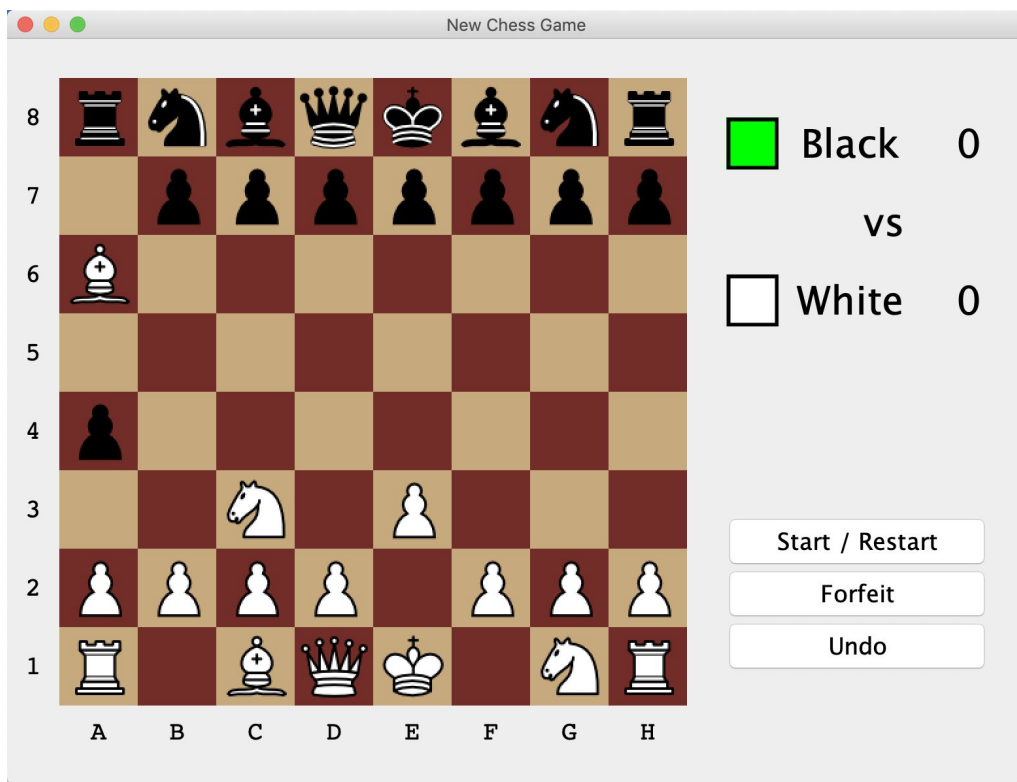 New Chess Game
8
7
6
5
4
3
2
1
A B C D E F G H
Black 0
vs
White 0
Start / Restart
Forfeit
Undo